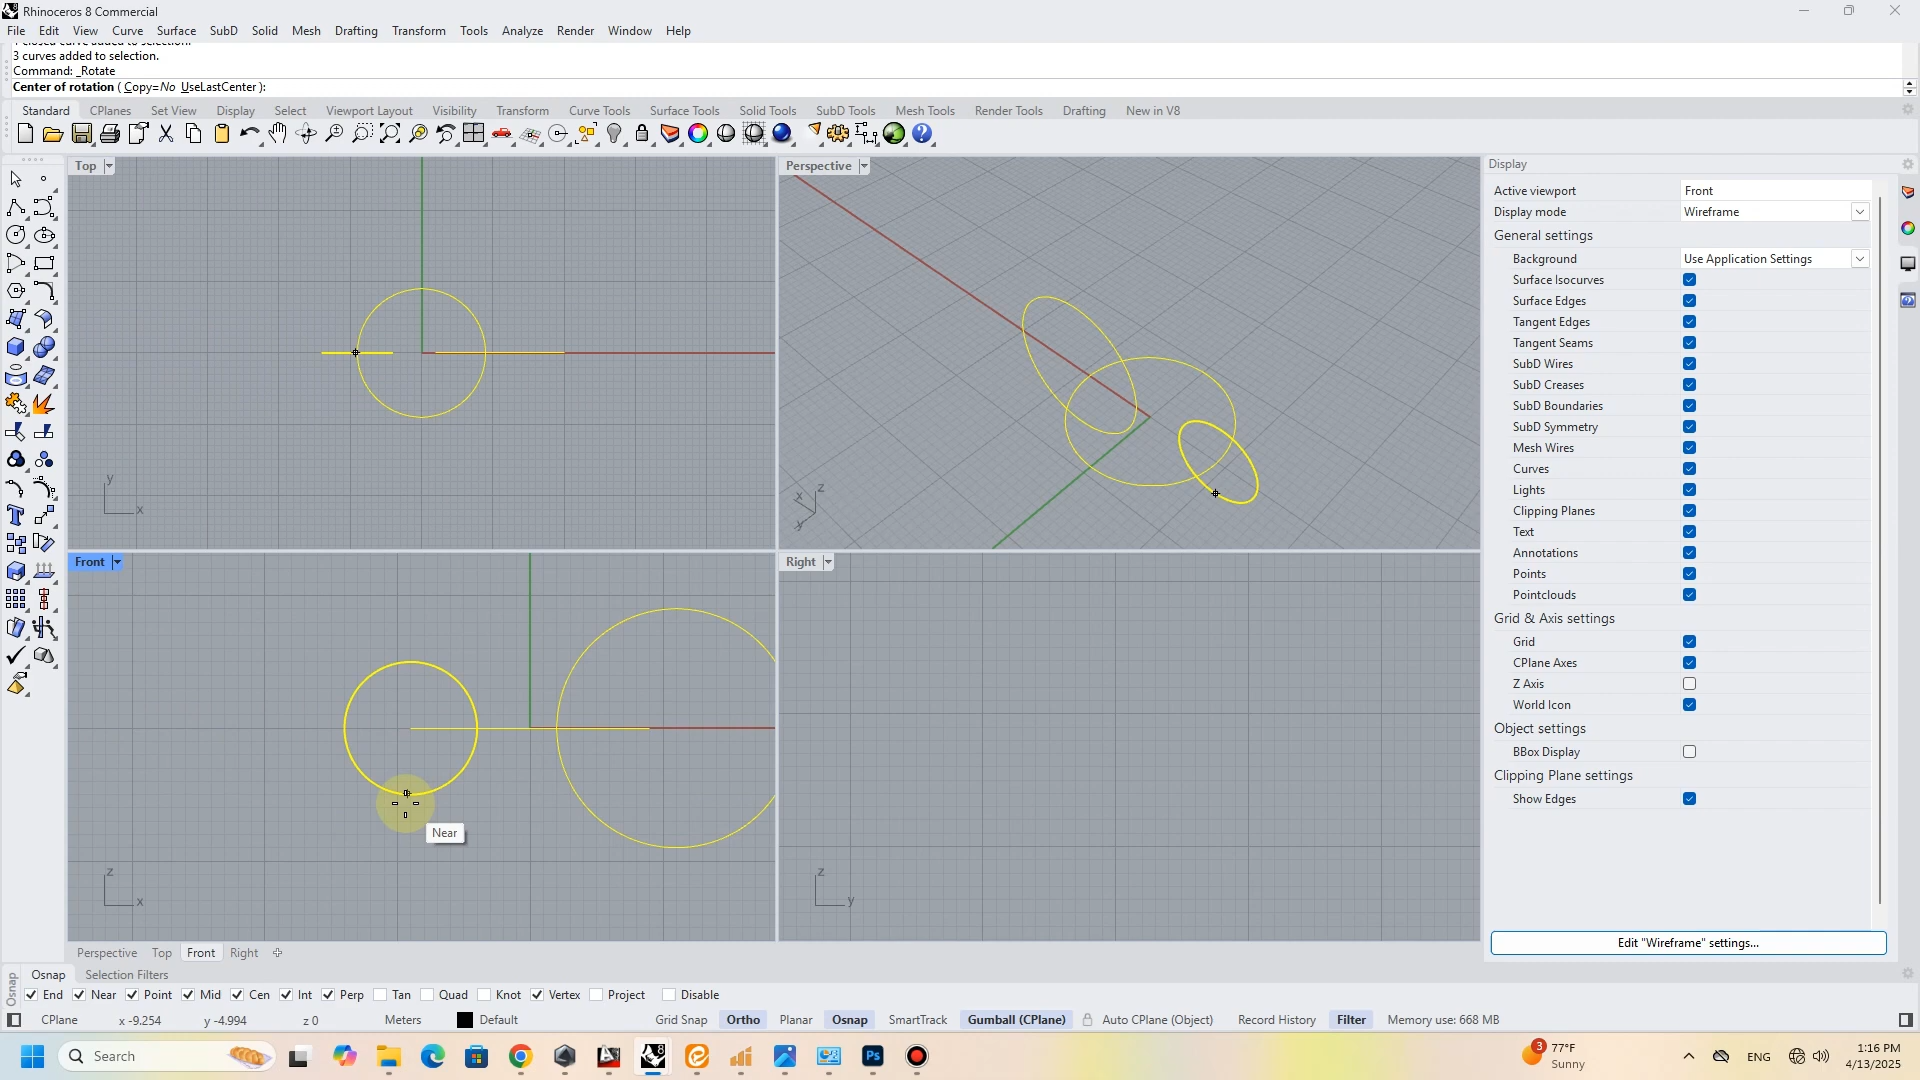 Rhinoceros 8 Commercial
File Edit View Curve Surface SubD Solid Mesh Drafting Transform Tools Analyze Render Window Help
1 closed curve added to selection.
3 curves added to selection.
Command: _Rotate
Center of rotation ( Copy=No UseLastCenter ):
Standard CPlanes Set View Display Select Viewport Layout Visibility Transform Curve Tools Surface Tools Solid Tools SubD Tools Mesh Tools Render Tools Drafting New in V8
Top
Perspective
Display
Active viewport Front
Display mode Wireframe
General settings
Background Use Application Settings
Surface Isocurves
Surface Edges
Tangent Edges
Tangent Seams
SubD Wires
SubD Creases
SubD Boundaries
SubD Symmetry
Mesh Wires
Curves
Lights
Clipping Planes
Text
Annotations
Points
Pointclouds
Grid & Axis settings
Grid
CPlane Axes
Z Axis
World Icon
Object settings
BBox Display
Clipping Plane settings
Show Edges
Edit "Wireframe" settings...
y
x
z
x
y
Front
Right
Near
z
x
z
y
Perspective Top Front Right
Osnap Selection Filters
Osnap
End Near Point Mid Cen Int Perp Tan Quad Knot Vertex Project Disable
CPlane x -9.254 y -4.994 z 0 Meters Default Grid Snap Ortho Planar Osnap SmartTrack Gumball (CPlane) Auto CPlane (Object) Record History Filter Memory use: 668 MB
Search
Ps
3
77°F
Sunny
ENG
1:16 PM
4/13/2025